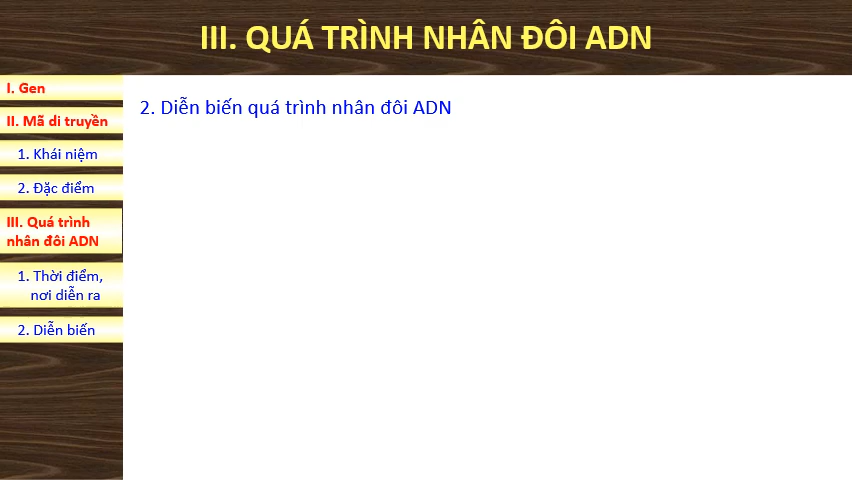 III. QUÁ TRÌNH NHÂN ĐÔI ADN
I. Gen
II. Mã di truyền
1. Khái niệm
2. Đặc điểm
III. Quá trình
nhân đôi ADN
1. Thời điểm,
nơi diễn ra
2. Diễn biến
2. Diễn biến quá trình nhân đôi ADN